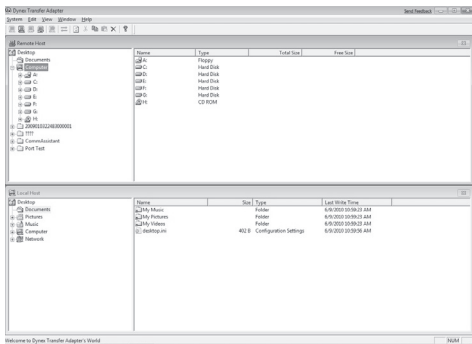 Dynex Transfer Adapter
Send Feedback
System Edit View Window Help
Remote Host
Desktop
Documents
Computer
A:
C:
D:
E:
F:
G:
H:
2009010322493000001
????
CommAssistant
Port Test
Name Type Total Size Free Size
A: Floppy
C: Hard Disk
D: Hard Disk
E: Hard Disk
F: Hard Disk
G: Hard Disk
H: CD ROM
Local Host
Desktop
Documents
Pictures
Music
Computer
Network
Name Size Type Last Write Time
My Music Folder 6/9/2010 10:59:23 AM
My Pictures Folder 6/9/2010 10:59:23 AM
My Videos Folder 6/9/2010 10:59:23 AM
desktop.ini 402 B Configuration Settings 6/9/2010 10:59:56 AM
Welcome to Dynex Transfer Adapter's World
NUM